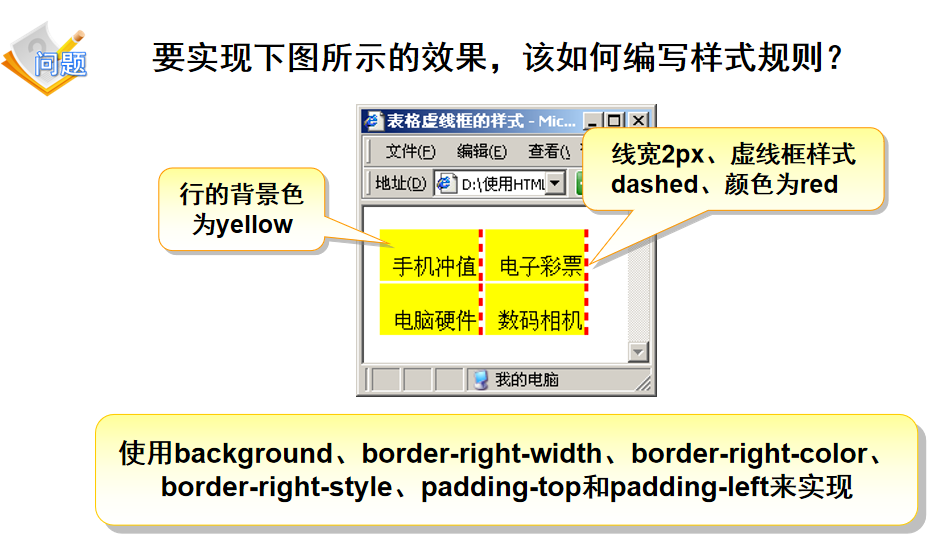 问题
要实现下图所示的效果，该如何编写样式规则？
表格虚线框的样式 - Mic...
文件(F) 编辑(E) 查看(
地址(D) D:\使用HTML
线宽2px、虚线框样式
dashed、颜色为red
行的背景色
为yellow
手机冲值 电子彩票
电脑硬件 数码相机
我的电脑
使用background、border-right-width、border-right-color、
border-right-style、padding-top和padding-left来实现